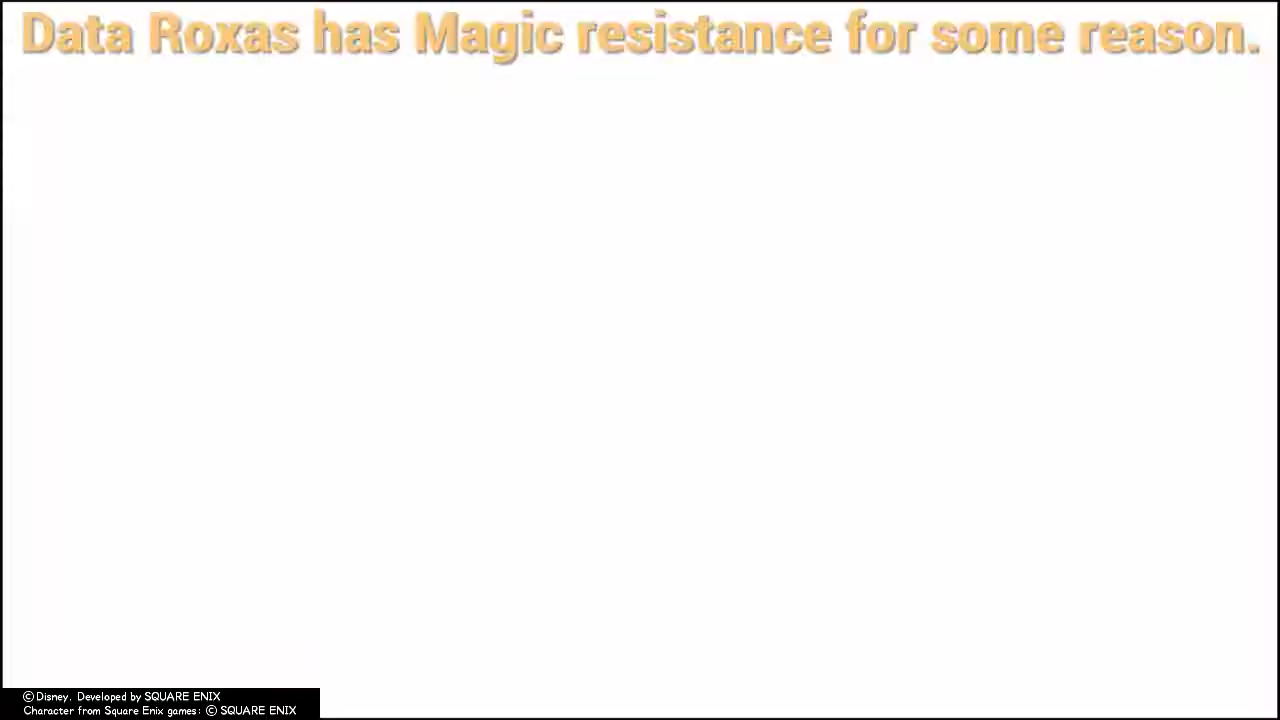 Data Roxas has Magic resistance for some reason.
©Disney. Developed by SQUARE ENIX
Character from Square Enix games: © SQUARE ENIX